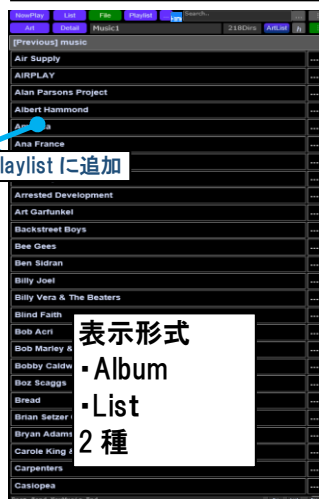 NowPlay List File Playlist ... Search... ...
Art Detail Music1 218Dirs ArtList
[Previous] music
Air Supply ...
AIRPLAY ...
Alan Parsons Project ...
Albert Hammond ...
...
Ana France ...
laylist に追加
Arrested Development ...
Art Garfunkel ...
Backstreet Boys ...
Bee Gees ...
Ben Sidran ...
Billy Joel ...
Billy Vera & The Beaters ...
Blind Faith ...
Bob Acri ...
Bob Marley &
Bobby Caldw
Boz Scaggs
Bread
Brian Setzer
Bryan Adams
Carole King &
表示形式
・Album
・List
2 種
Carpenters ...
Casiopea ...